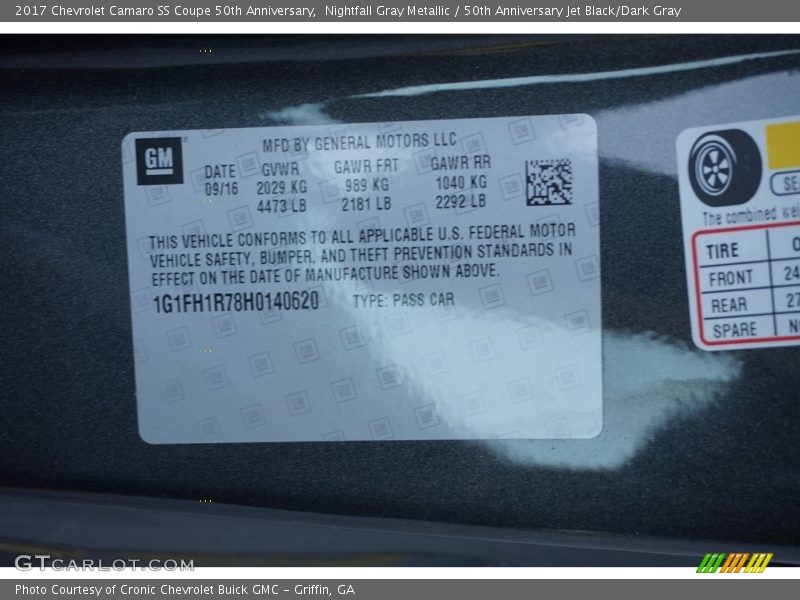 2017 Chevrolet Camaro SS Coupe 50th Anniversary,  Nightfall Gray Metallic / 50th Anniversary Jet Black/Dark Gray
GM
MFD BY GENERAL MOTORS LLC
DATE GVWR GAWR FRT GAWR RR
09/16 2029 KG 989 KG 1040 KG
4473 LB 2181 LB 2292 LB
THIS VEHICLE CONFORMS TO ALL APPLICABLE U.S. FEDERAL MOTOR
VEHICLE SAFETY, BUMPER, AND THEFT PREVENTION STANDARDS IN
EFFECT ON THE DATE OF MANUFACTURE SHOWN ABOVE.
1G1FH1R78H0140620 TYPE: PASS CAR
The combined
TIRE
FRONT 24
REAR 27
SPARE
GTCARLOT.COM
Photo Courtesy of Cronic Chevrolet Buick GMC – Griffin, GA